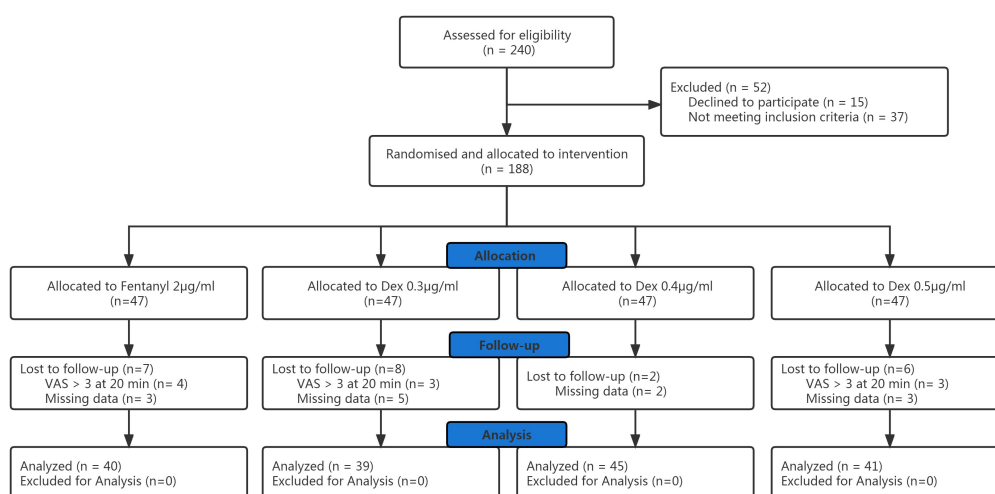 Assessed for eligibility
(n = 240)
Excluded (n = 52)
Declined to participate (n = 15)
Not meeting inclusion criteria (n = 37)
Randomised and allocated to intervention
(n = 188)
Allocation
Allocated to Fentanyl 2μg/ml
(n=47)
Allocated to Dex 0.3μg/ml
(n=47)
Allocated to Dex 0.4μg/ml
(n=47)
Allocated to Dex 0.5μg/ml
(n=47)
Follow-up
Lost to follow-up (n=7)
VAS > 3 at 20 min (n= 4)
Missing data (n= 3)
Lost to follow-up (n=8)
VAS > 3 at 20 min (n= 3)
Missing data (n= 5)
Lost to follow-up (n=2)
Missing data (n= 2)
Lost to follow-up (n=6)
VAS > 3 at 20 min (n= 3)
Missing data (n= 3)
Analysis
Analyzed (n = 40)
Excluded for Analysis (n=0)
Analyzed (n = 39)
Excluded for Analysis (n=0)
Analyzed (n = 45)
Excluded for Analysis (n=0)
Analyzed (n = 41)
Excluded for Analysis (n=0)